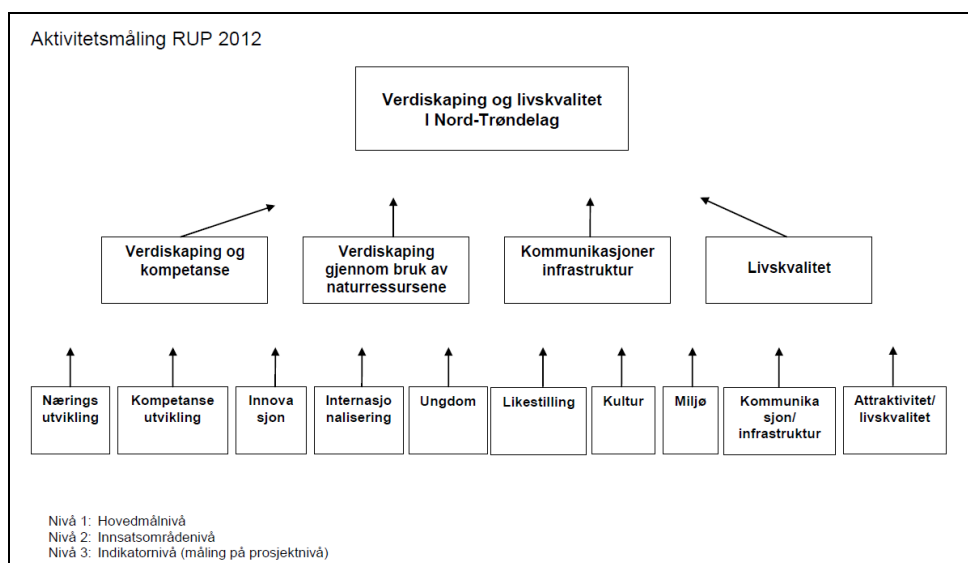 Aktivitetsmåling RUP 2012
Verdiskaping og livskvalitet
I Nord-Trøndelag
Verdiskaping og
kompetanse
Verdiskaping
gjennom bruk av
naturressursene
Kommunikasjoner
infrastruktur
Livskvalitet
Nærings
utvikling
Kompetanse
utvikling
Innova
sjon
Internasjo
nalisering
Ungdom
Likestilling
Kultur
Miljø
Kommunika
sjon/
infrastruktur
Attraktivitet/
livskvalitet
Nivå 1: Hovedmålnivå
Nivå 2: Innsatsområdenivå
Nivå 3: Indikatornivå (måling på prosjektnivå)